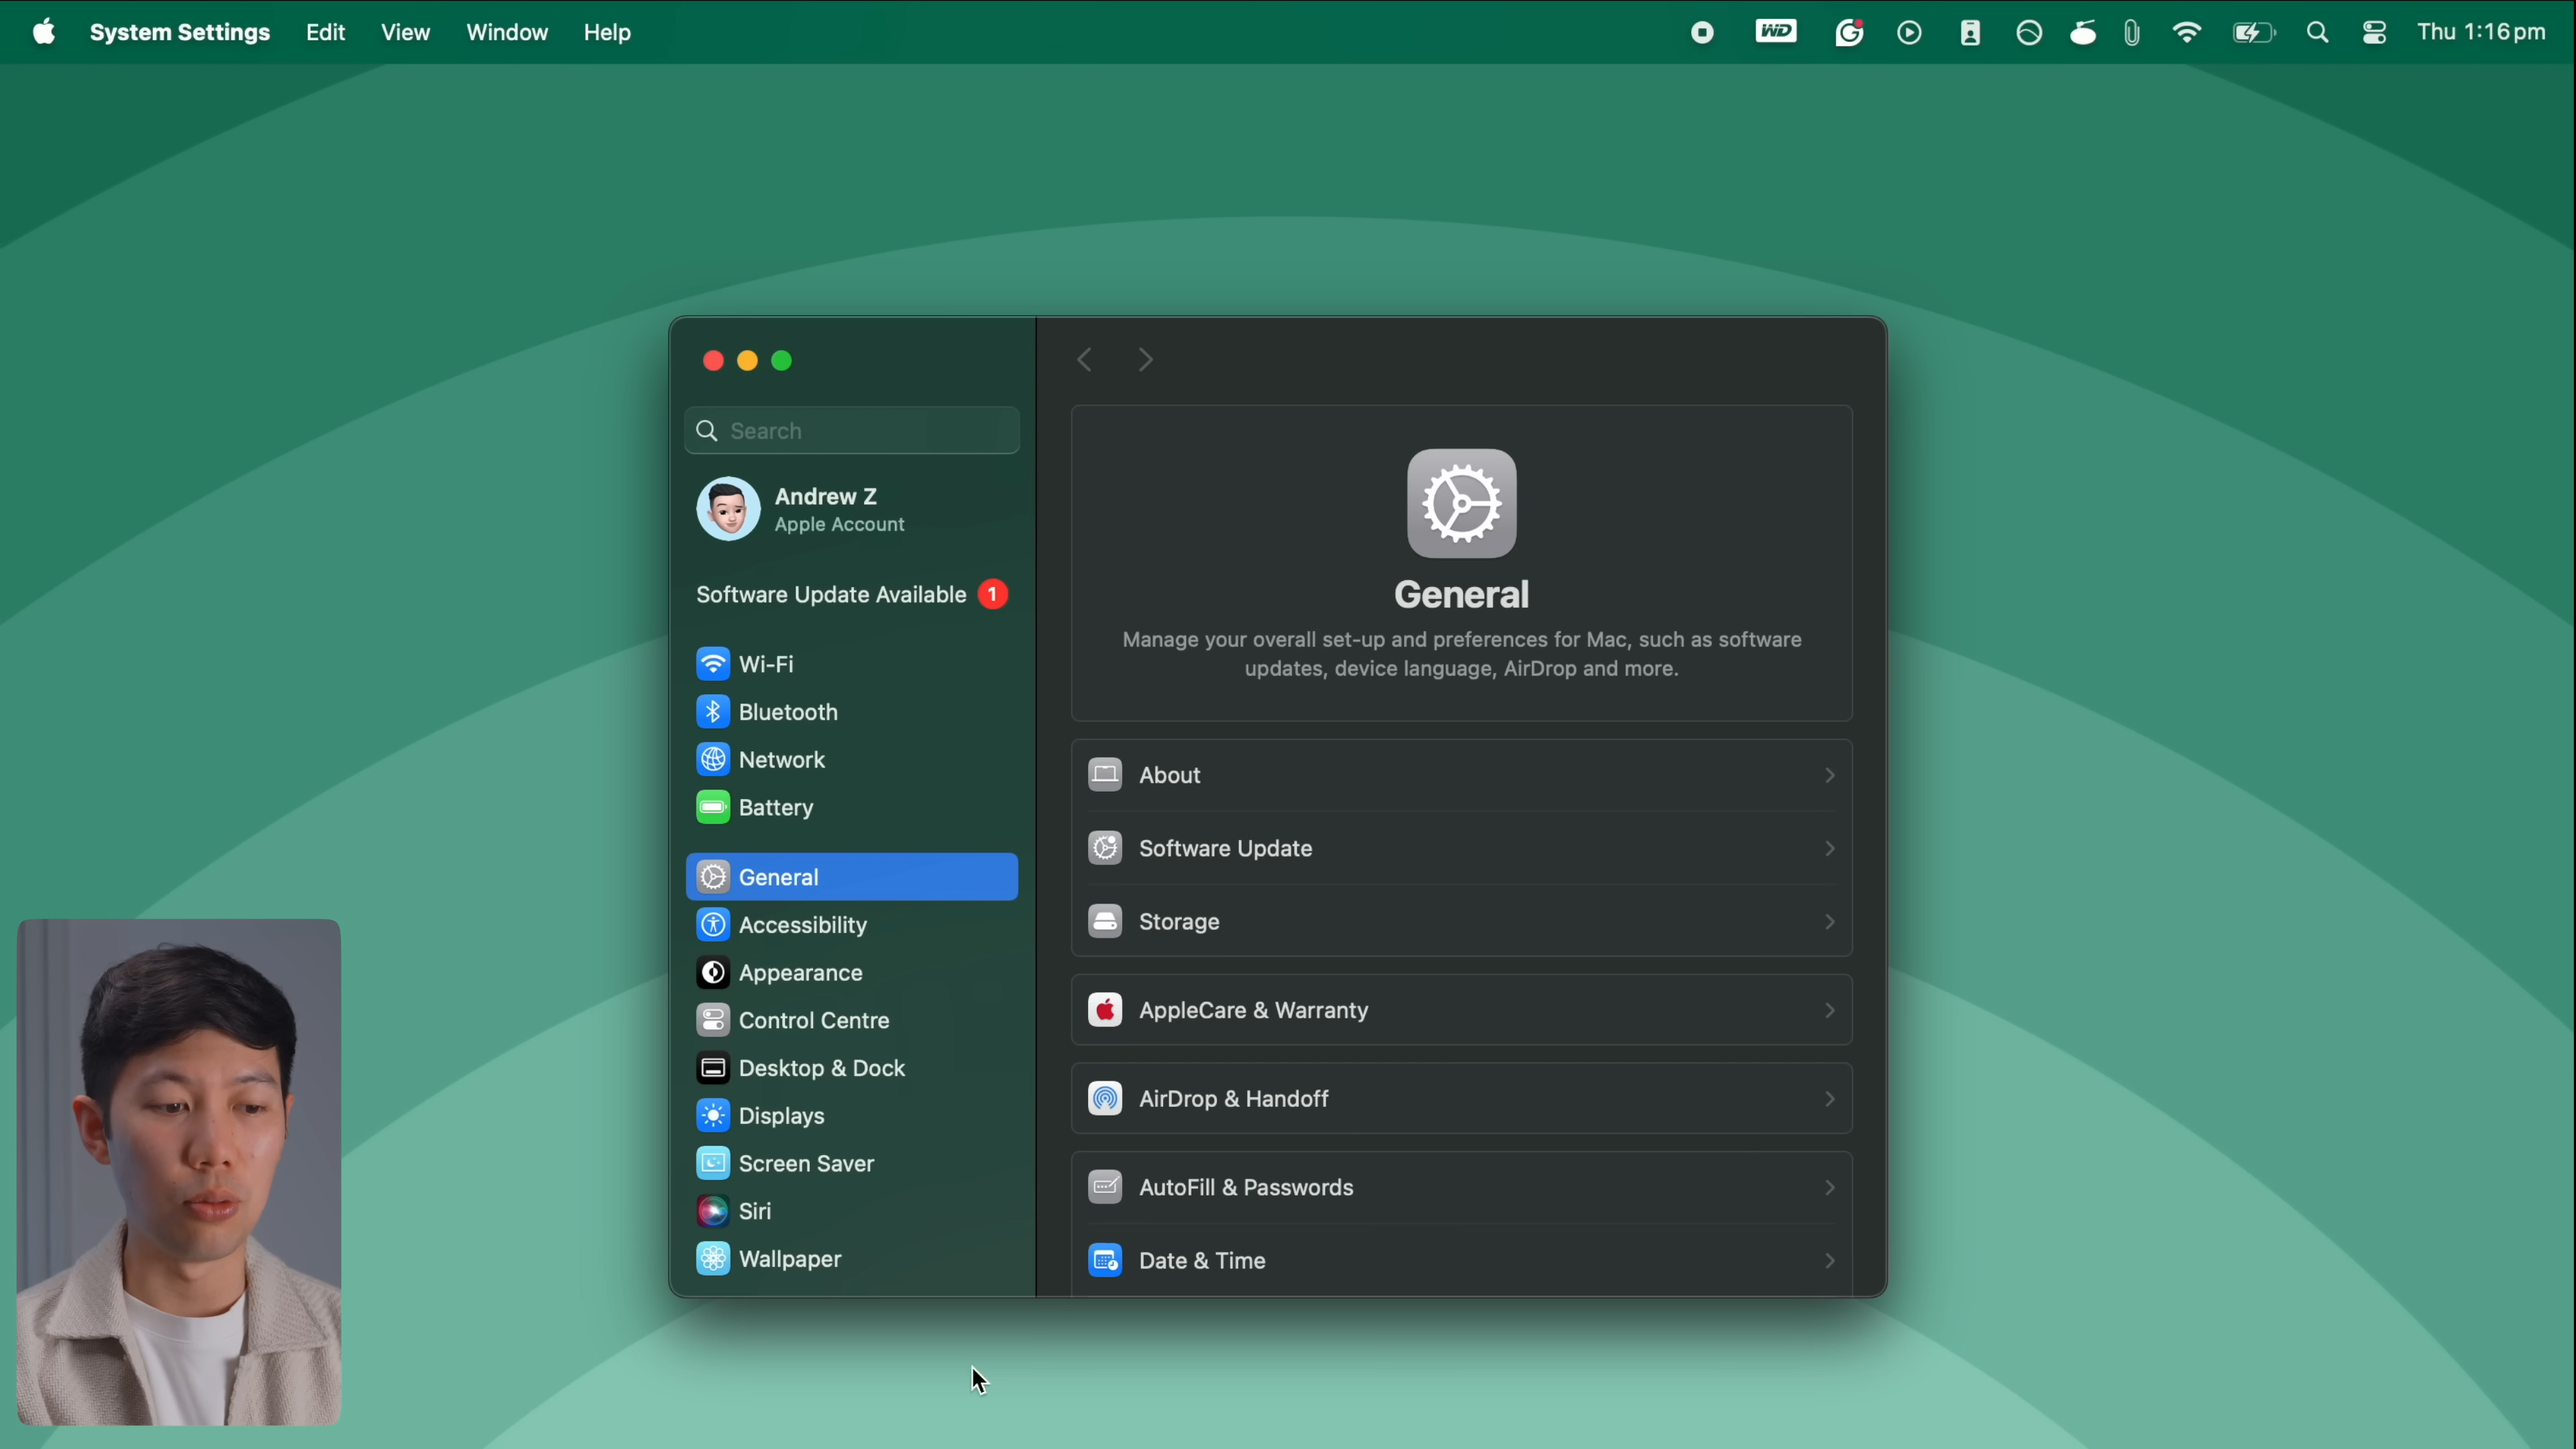 System Settings Edit View Window Help
WD
Thu 1:16 pm
Search
Andrew Z
Apple Account
Software Update Available 1
Wi-Fi
Bluetooth
Network
Battery
General
Accessibility
Appearance
Control Centre
Desktop & Dock
Displays
Screen Saver
Siri
Wallpaper
General
Manage your overall set-up and preferences for Mac, such as software
updates, device language, AirDrop and more.
About
Software Update
Storage
AppleCare & Warranty
AirDrop & Handoff
AutoFill & Passwords
Date & Time